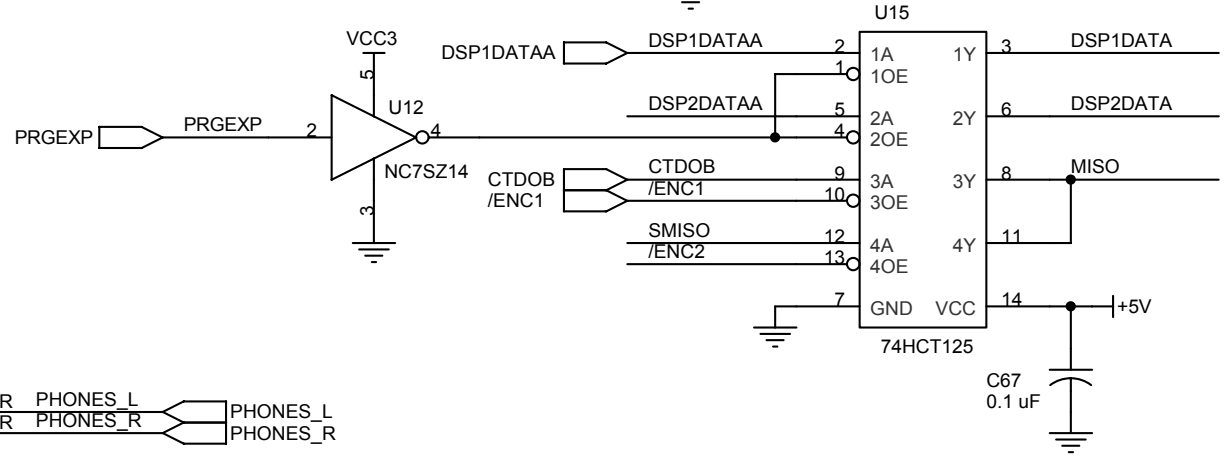 U15
VCC3
5
DSP1DATAA DSP1DATAA 2 1A 1Y 3 DSP1DATA
1 1OE
U12
DSP2DATAA 5 2A 2Y 6 DSP2DATA
PRGEXP PRGEXP 2 4 4 2OE
NC7SZ14
CTDOB CTDOB 9 3A 3Y 8 MISO
/ENC1 /ENC1 10 3OE
3
SMISO 12 4A 4Y 11
/ENC2 13 4OE
7 GND VCC 14 +5V
74HCT125
C67
0.1 uF
R PHONES_L PHONES_L
R PHONES_R PHONES_R